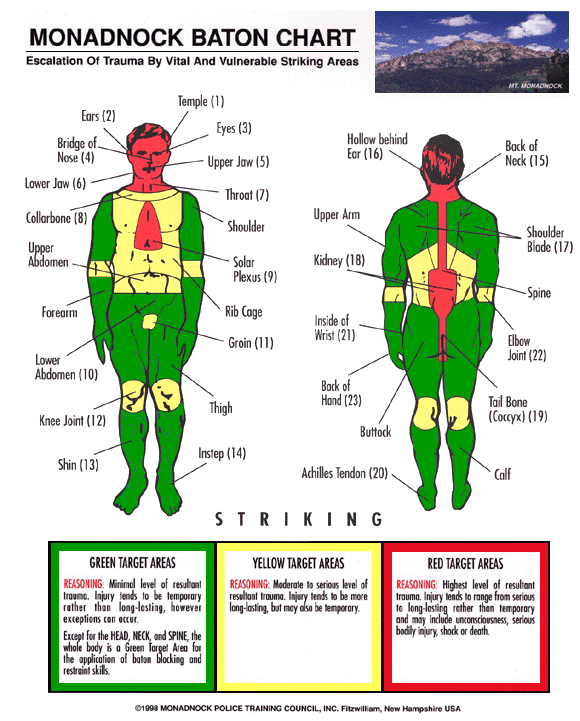 MONADNOCK BATON CHART
Escalation Of Trauma By Vital And Vulnerable Striking Areas
MT. MONADNOCK
Temple (1)
Ears (2)
Eyes (3)
Bridge of
Nose (4)
Upper Jaw (5)
Lower Jaw (6)
Throat (7)
Collarbone (8)
Shoulder
Upper
Abdomen
Solar
Plexus (9)
Forearm
Rib Cage
Groin (11)
Lower
Abdomen (10)
Thigh
Knee Joint (12)
Shin (13)
Instep (14)
Hollow behind
Ear (16)
Back of
Neck (15)
Upper Arm
Shoulder
Blade (17)
Kidney (18)
Spine
Inside of
Wrist (21)
Elbow
Joint (22)
Back of
Hand (23)
Tail Bone
(Coccyx) (19)
Buttock
Achilles Tendon (20)
Calf
STRIKING
GREEN TARGET AREAS
REASONING: Minimal level of resultant
trauma. Injury tends to be temporary
rather than long-lasting, however
exceptions can occur.
Except for the HEAD, NECK, and SPINE, the
whole body is a Green Target Area for
the application of baton blocking and
restraint skills.
YELLOW TARGET AREAS
REASONING: Moderate to serious level of
resultant trauma. Injury tends to be more
long-lasting, but may also be temporary.
RED TARGET AREAS
REASONING: Highest level of resultant
trauma. Injury tends to range from serious
to long-lasting rather than temporary
and may include unconsciousness, serious
bodily injury, shock or death.
©1998 MONADNOCK POLICE TRAINING COUNCIL, INC. Fitzwilliam, New Hampshire USA